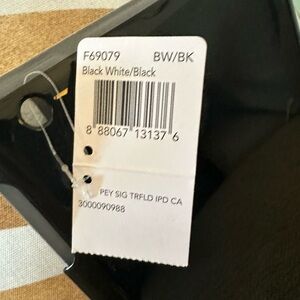 F69079 BW/BK
Black White/Black
8 88067 13137 6
PEY SIG TRFLD IPD CA
3000090988